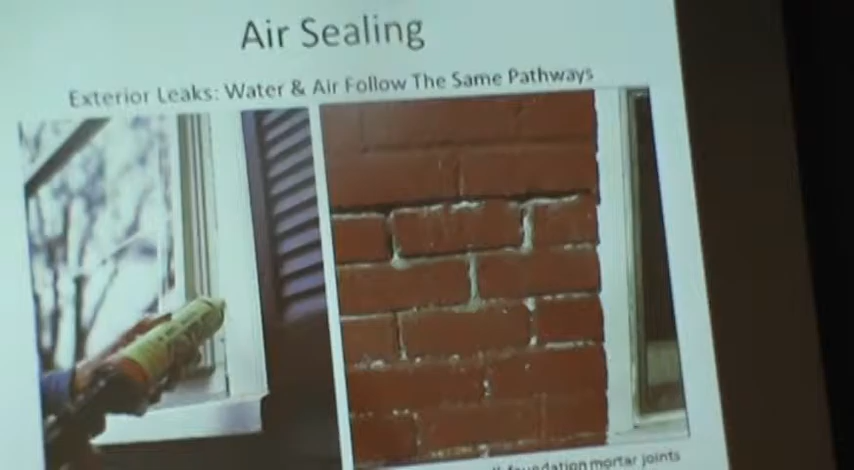 Air Sealing
Exterior Leaks: Water & Air Follow The Same Pathways
foundation mortar joints